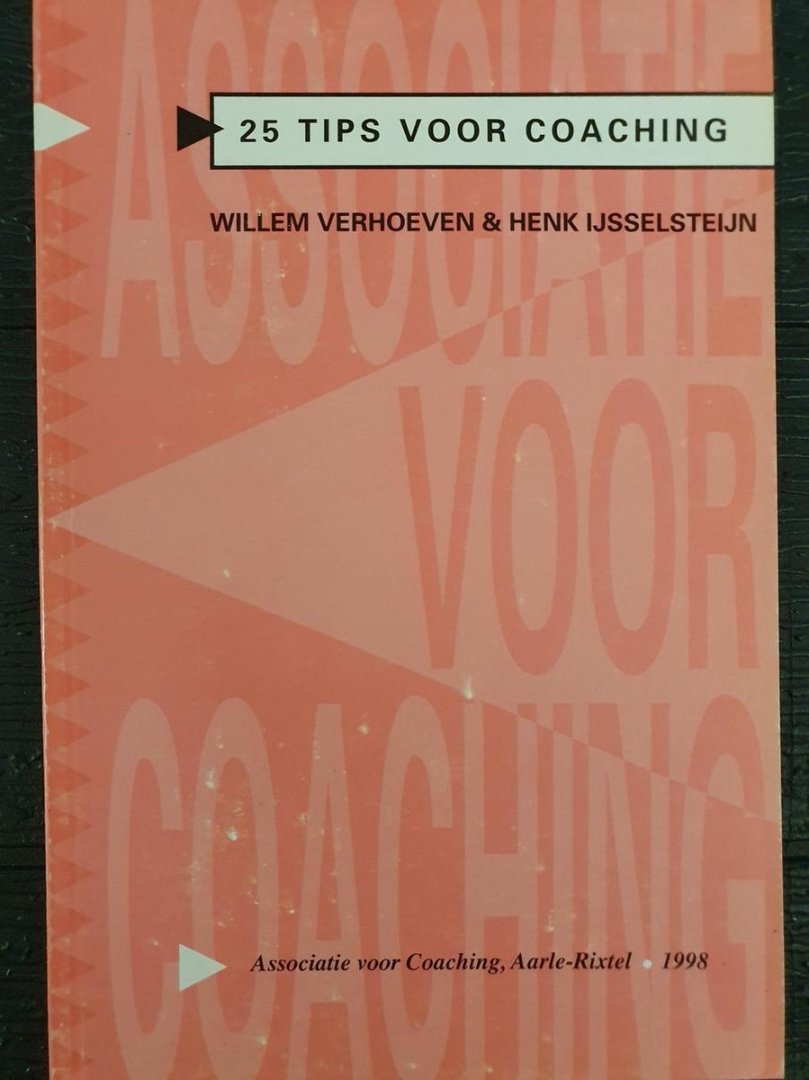 ASSOCIATIE
25 TIPS VOOR COACHING
WILLEM VERHOEVEN & HENK IJSSELSTEIJN
VOOR
COACHING
Associatie voor Coaching, Aarle-Rixtel • 1998